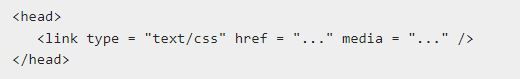 <head>
   <link type = "text/css" href = "..." media = "..." />
</head>